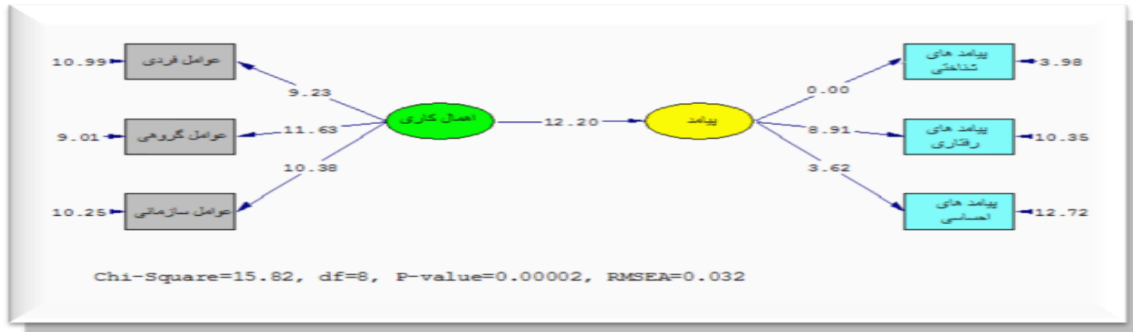 10.99
عوامل فردی
9.23
9.01
عوامل گروهی
11.63
10.25
عوامل سازمانی
10.38
اهمال کاری
12.20
پیامد
0.00
پیامد های
شناختی
3.98
8.91
پیامد های
رفتاری
10.35
3.62
پیامد های
احساسی
12.72
Chi-Square=15.82, df=8, P-value=0.00002, RMSEA=0.032